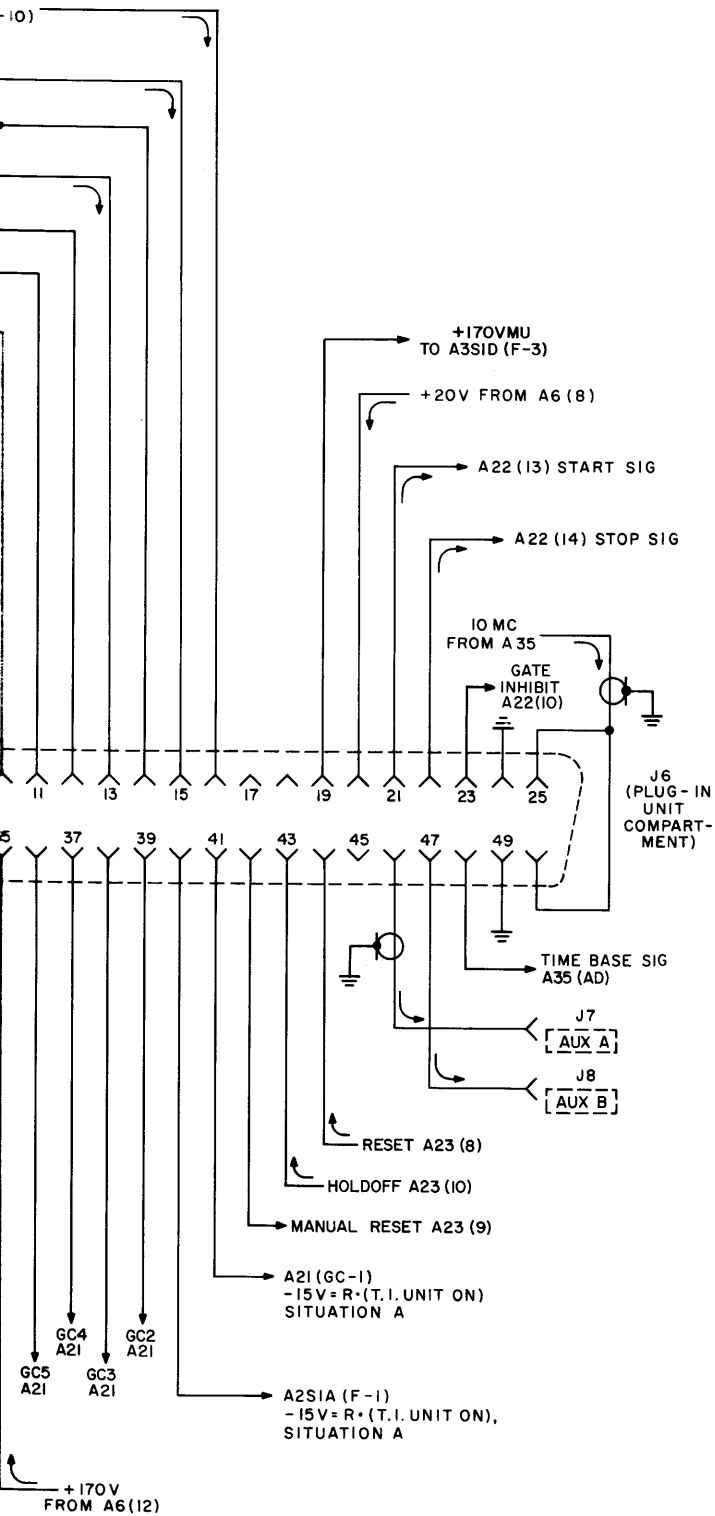 -10)
+170VMU
TO A3S1D (F-3)
+20V FROM A6 (8)
A22 (13) START SIG
A22 (14) STOP SIG
10 MC
FROM A35
GATE
INHIBIT
A22(10)
11 13 15 17 19 21 23 25
J6
(PLUG-IN
UNIT
COMPART-
MENT)
35 37 39 41 43 45 47 49
TIME BASE SIG
A35 (AD)
J7
AUX A
J8
AUX B
RESET A23 (8)
HOLDOFF A23 (10)
MANUAL RESET A23 (9)
A21 (GC-1)
-15V = R•(T.I. UNIT ON)
SITUATION A
GC4
A21
GC2
A21
GC5
A21
GC3
A21
A2S1A (F-1)
-15V = R•(T.I. UNIT ON),
SITUATION A
+170V
FROM A6(12)